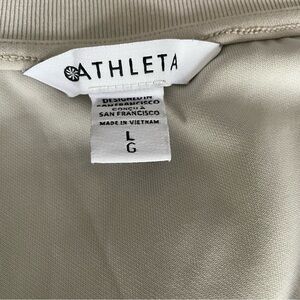 ATHLETA
DESIGNED IN
SAN FRANCISCO
CONÇU À
SAN FRANCISCO
MADE IN VIETNAM
L
G